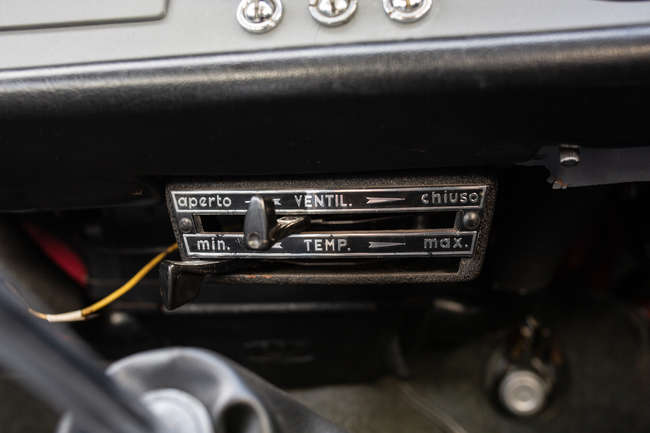 aperto VENTIL. chiuso
min. TEMP. max.